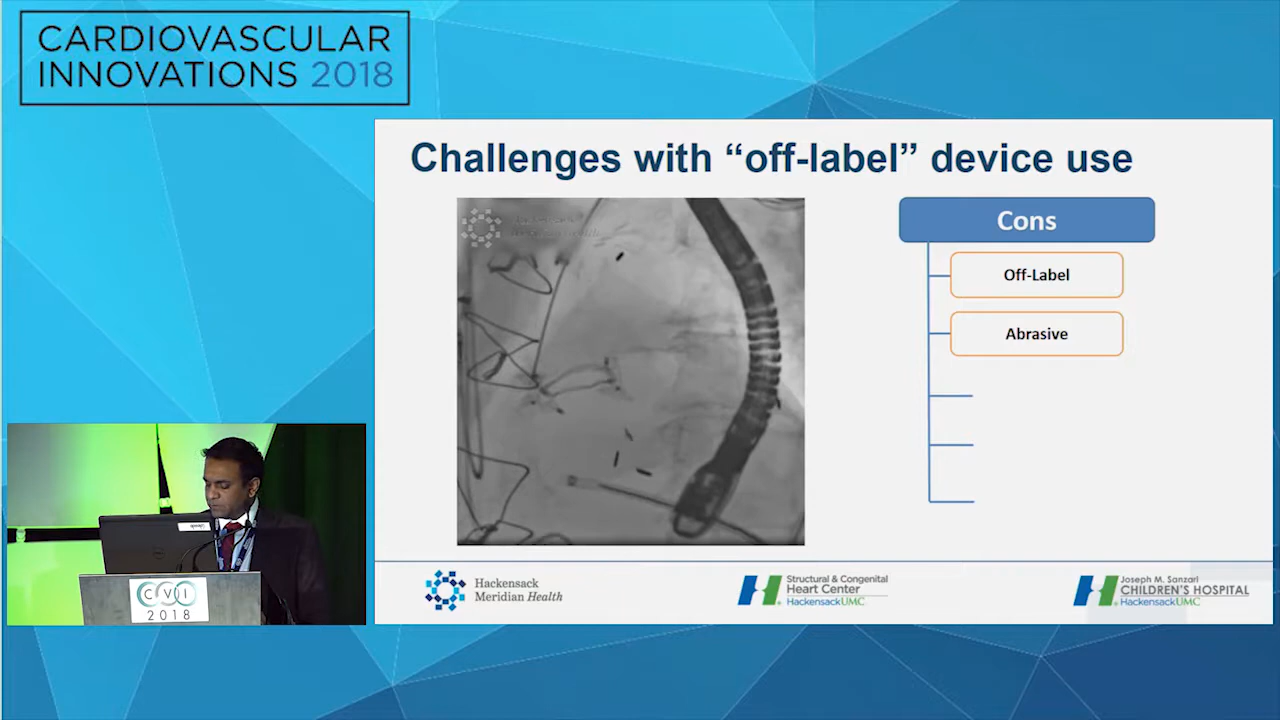 CARDIOVASCULAR
INNOVATIONS 2018
Challenges with “off-label” device use
Cons
Off-Label
Abrasive
CVI
2018
Hackensack
Meridian Health
Structural & Congenital
Heart Center
HackensackUMC
Joseph M. Sanzari
CHILDREN'S HOSPITAL
HackensackUMC